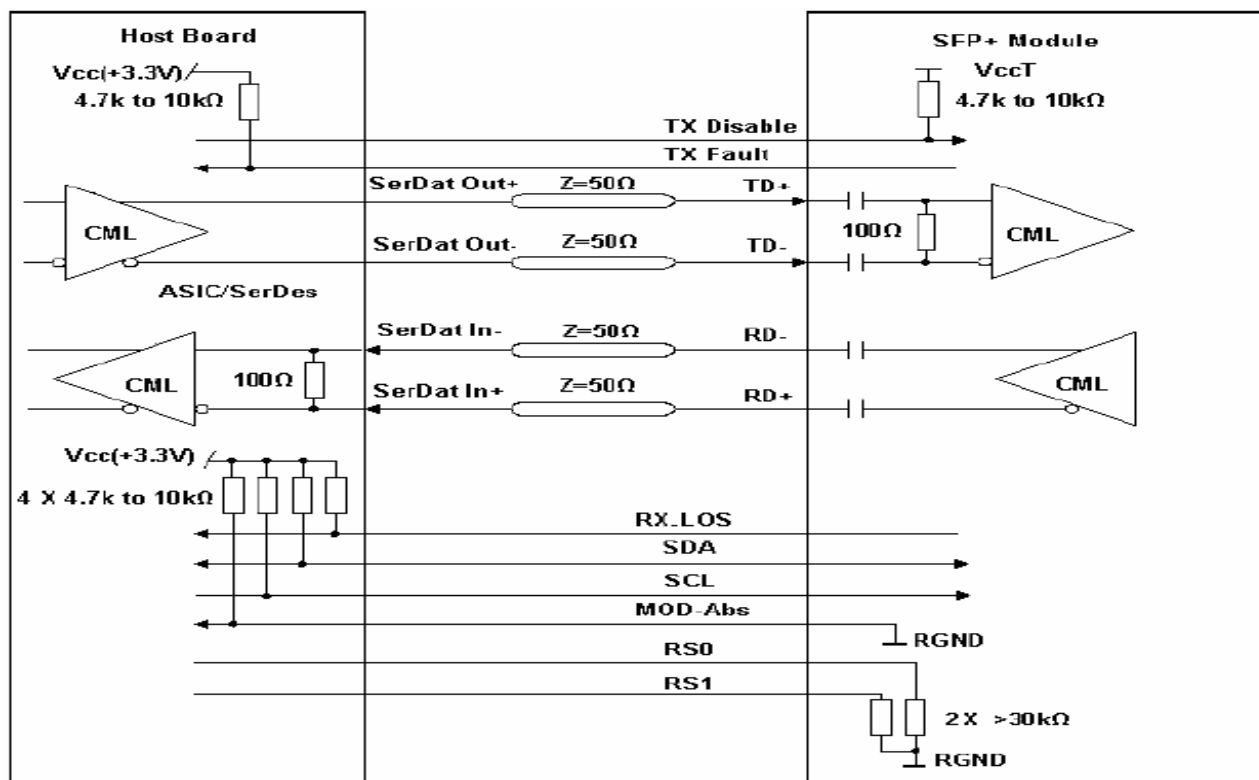 Host Board
SFP+ Module
Vcc(+3.3V)
4.7k to 10kΩ
VccT
4.7k to 10kΩ
TX Disable
TX Fault
SerDat Out+
Z=50Ω
TD+
CML
100Ω
CML
SerDat Out-
Z=50Ω
TD-
ASIC/SerDes
SerDat In-
Z=50Ω
RD-
CML
100Ω
CML
SerDat In+
Z=50Ω
RD+
Vcc(+3.3V)
4 X 4.7k to 10kΩ
RX_LOS
SDA
SCL
MOD-Abs
RGND
RS0
RS1
2X >30kΩ
RGND